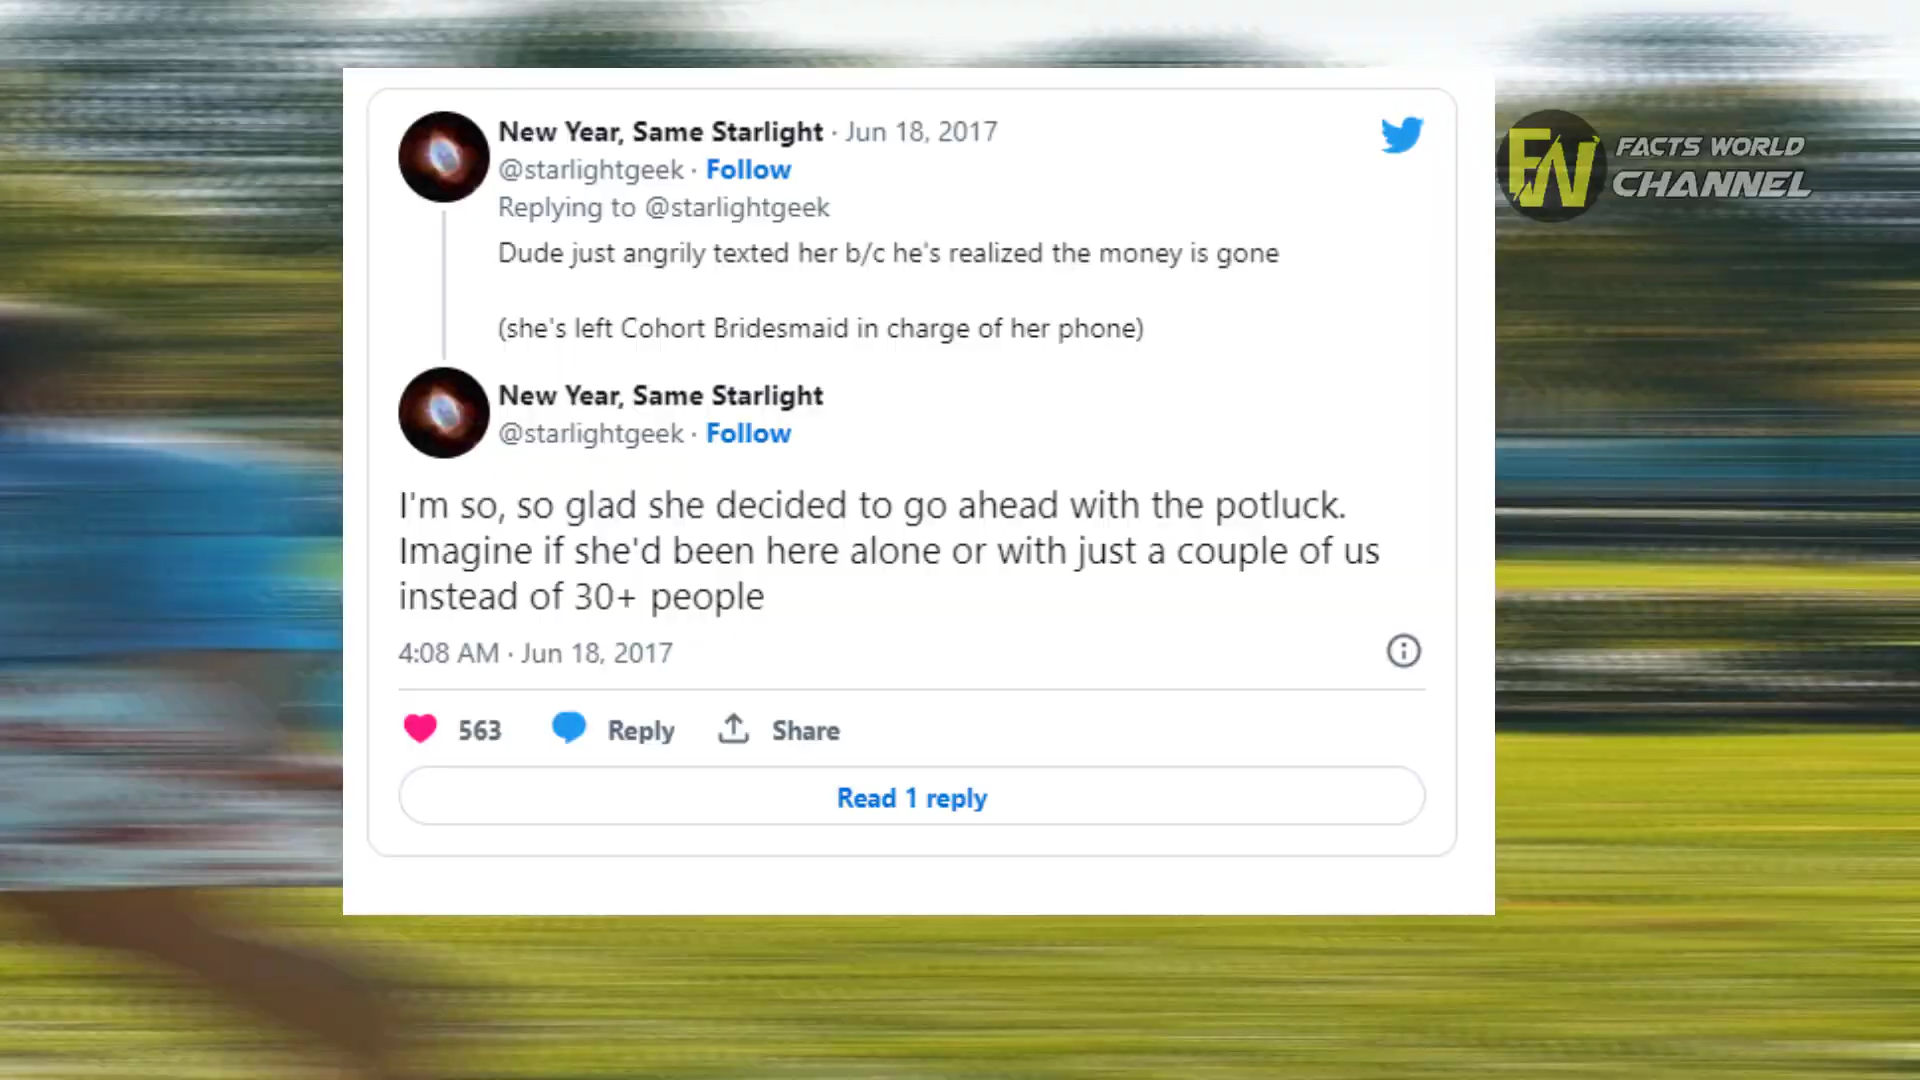 New Year, Same Starlight · Jun 18, 2017
@starlightgeek · Follow
Replying to @starlightgeek
Dude just angrily texted her b/c he's realized the money is gone
(she's left Cohort Bridesmaid in charge of her phone)
New Year, Same Starlight
@starlightgeek · Follow
I'm so, so glad she decided to go ahead with the potluck.
Imagine if she'd been here alone or with just a couple of us
instead of 30+ people
4:08 AM · Jun 18, 2017
563 Reply Share
Read 1 reply
FW FACTS WORLD
CHANNEL